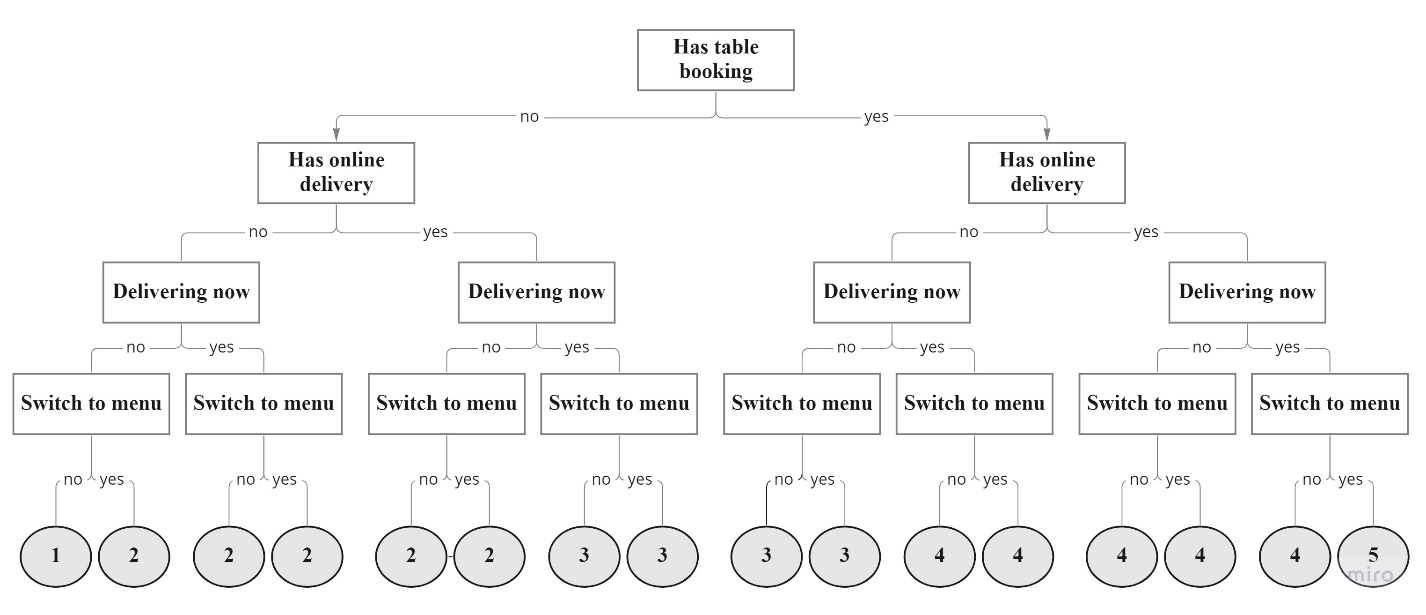 Has table
booking
no
yes
Has online
delivery
Has online
delivery
no
yes
no
yes
Delivering now
Delivering now
Delivering now
Delivering now
no
yes
no
yes
no
yes
no
yes
Switch to menu
Switch to menu
Switch to menu
Switch to menu
Switch to menu
Switch to menu
Switch to menu
Switch to menu
no yes
no yes
no yes
no yes
no yes
no yes
no yes
no yes
1
2
2
2
2
2
3
3
3
3
4
4
4
4
4
5
miro